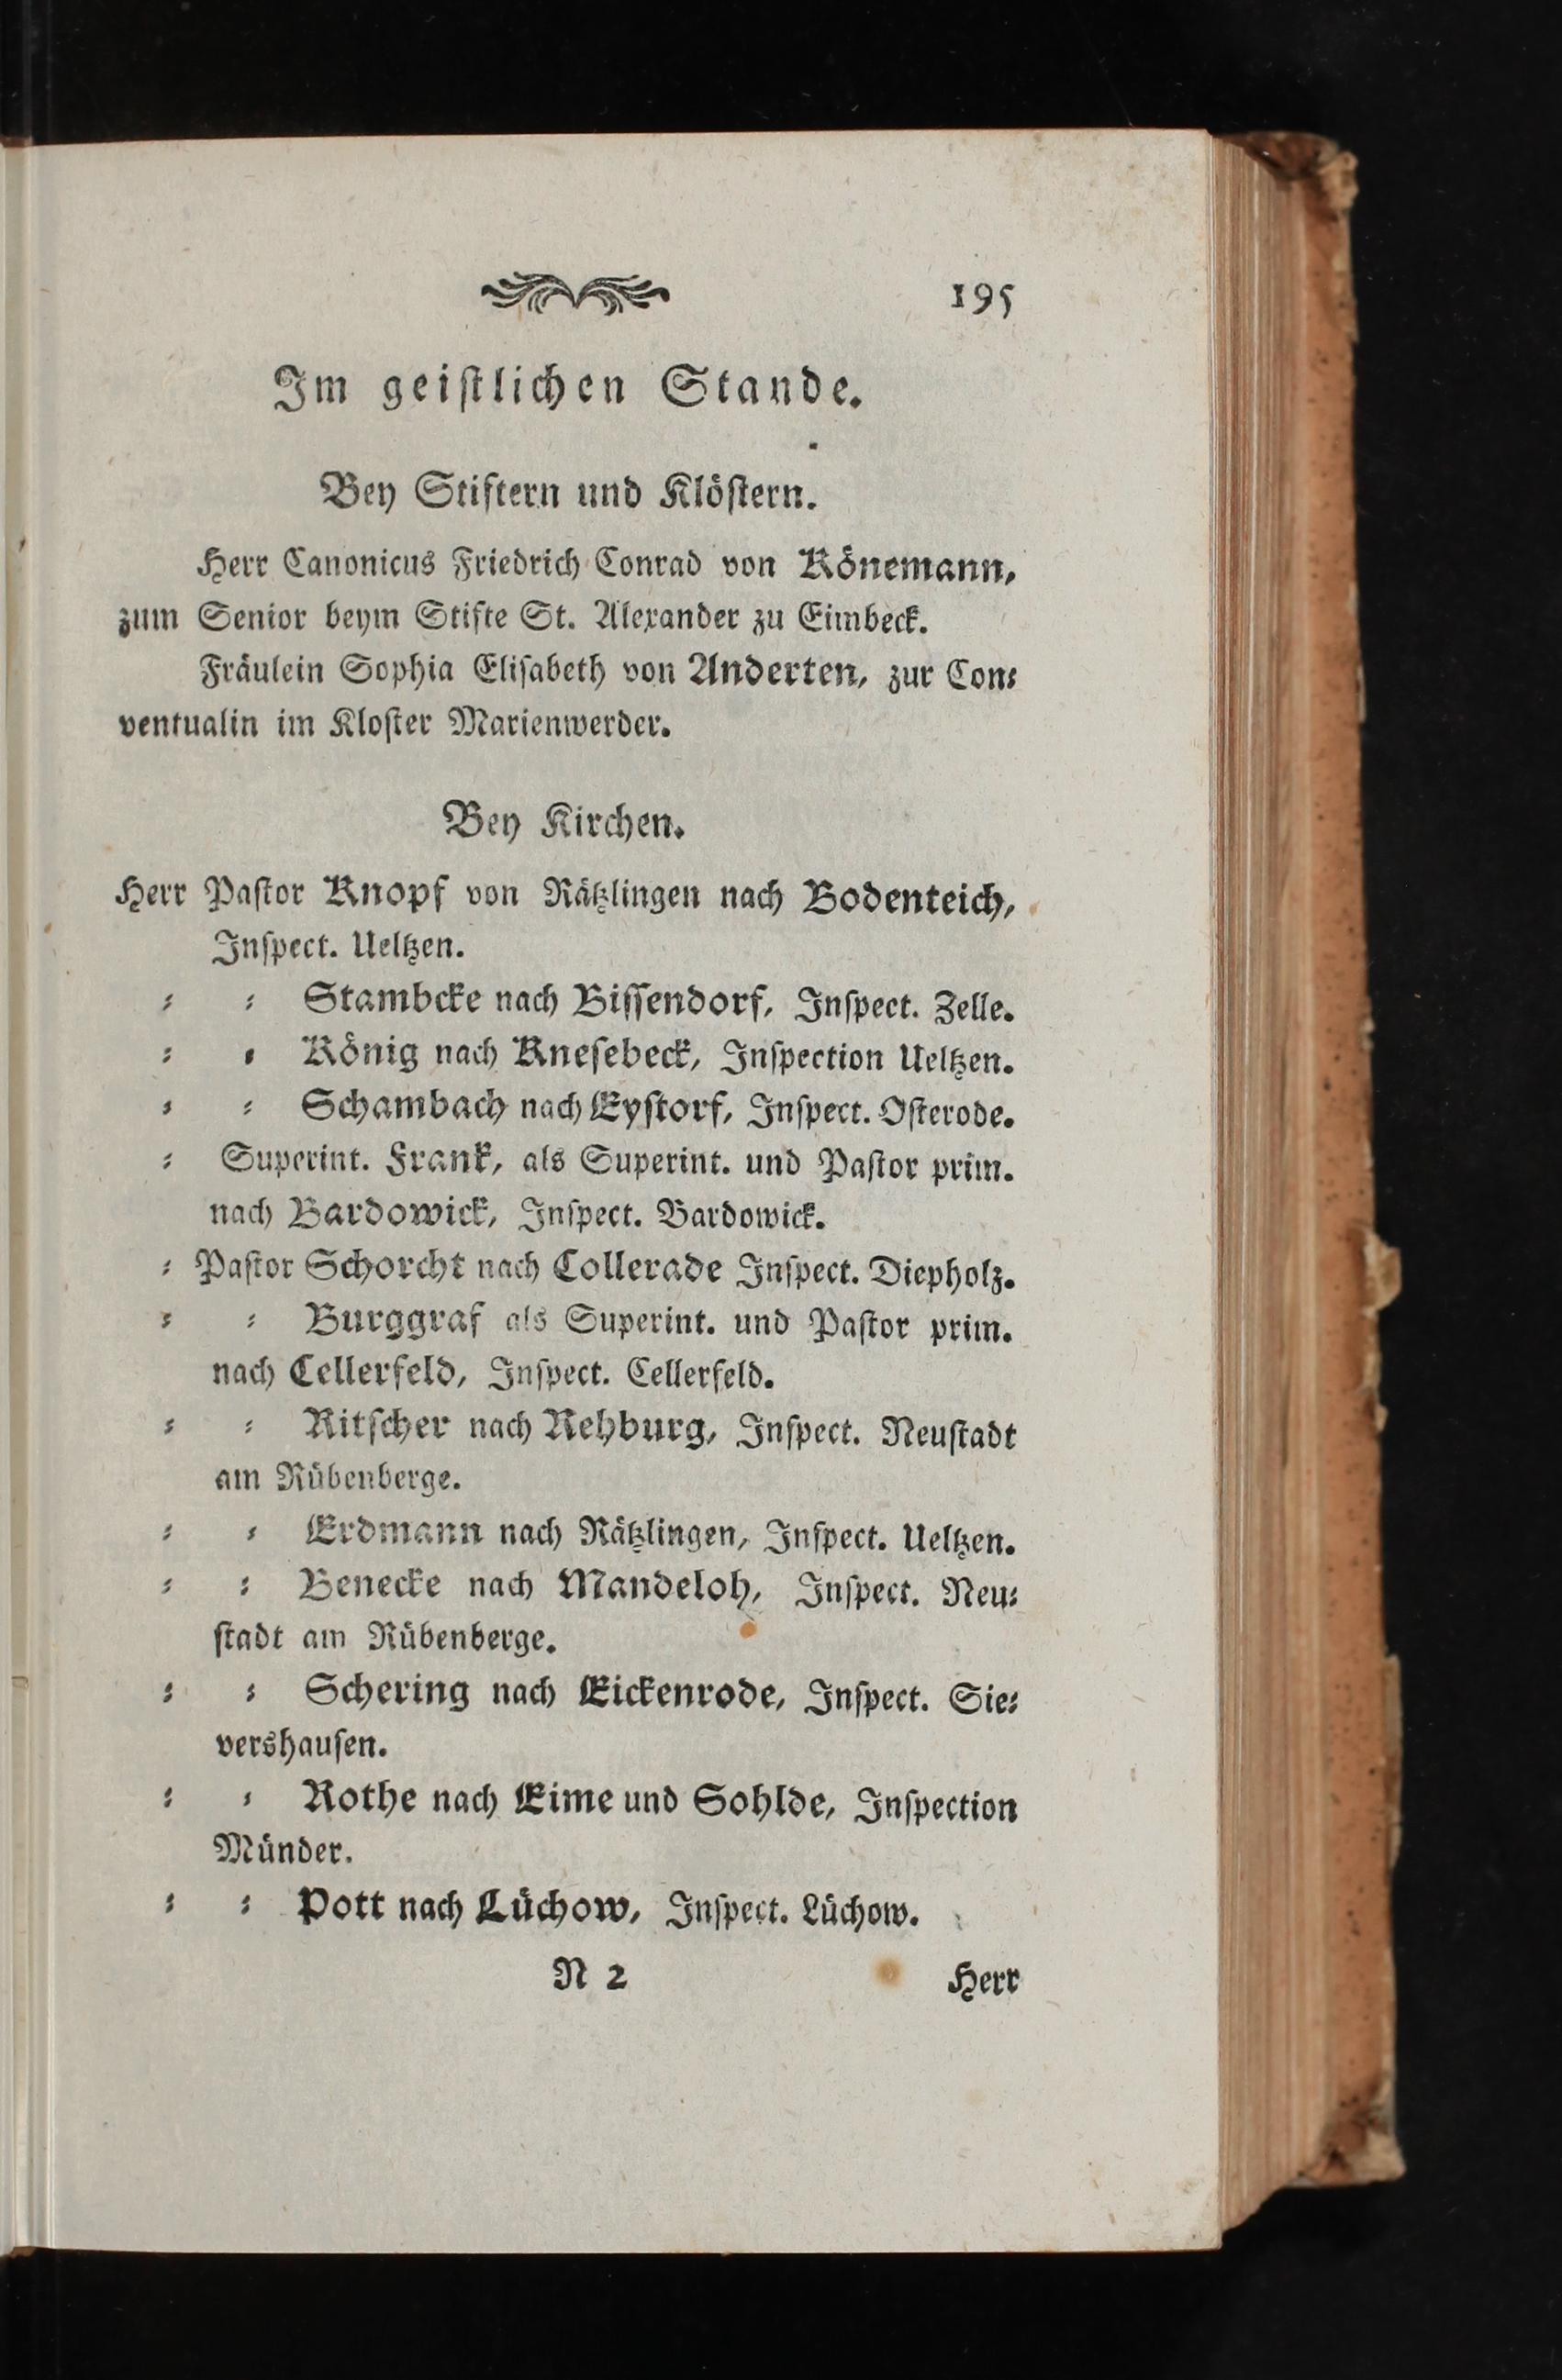 195
Im geiſtlichen Stande.
Bey Stiftern und Klöſtern.
Herr Canonicus Friedrich Conrad von Könemann,
zum Senior beym Stifte St. Alexander zu Eimbeck.
Fräulein Sophia Eliſabeth von Anderten, zur Con⸗
ventualin im Kloſter Marienwerder.
Bey Kirchen.
Herr Paſtor Knopf von Rätzlingen nach Bodenteich,
Inſpect. Ueltzen.
⸗ ⸗ Stambcke nach Biſſendorf, Inſpect. Zelle.
⸗ ⸗ König nach Kneſebeck, Inſpection Ueltzen.
⸗ ⸗ Schambach nach Eyſtorf, Inſpect. Oſterode.
⸗ Superint. Frank, als Superint. und Paſtor prim.
nach Bardowick, Inſpect. Bardowick.
⸗ Paſtor Schorcht nach Collerade Inſpect. Diepholz.
⸗ ⸗ Burggraf als Superint. und Paſtor prim.
nach Cellerfeld, Inſpect. Cellerfeld.
⸗ ⸗ Ritſcher nach Rehburg, Inſpect. Neuſtadt
am Rübenberge.
⸗ ⸗ Erdmann nach Rätzlingen, Inſpect. Ueltzen.
⸗ ⸗ Benecke nach Mandeloh, Inſpect. Neu⸗
ſtadt am Rübenberge.
⸗ ⸗ Schering nach Eickenrode, Inſpect. Sie⸗
vershauſen.
⸗ ⸗ Rothe nach Eime und Sohlde, Inſpection
Münder.
⸗ ⸗ Pott nach Lüchow, Inſpect. Lüchow.
N 2
Herr